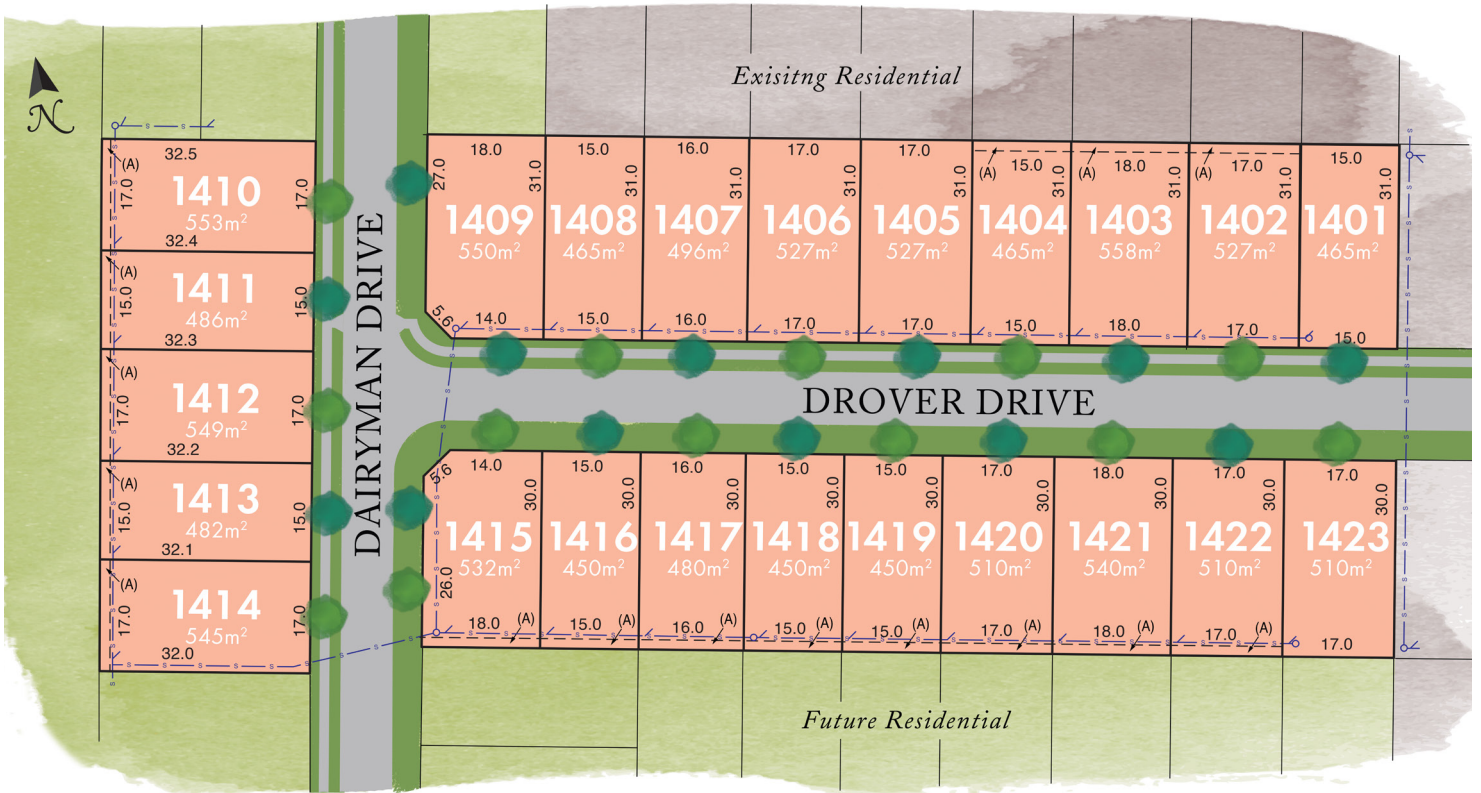 Exisitng Residential
N
32.5
(A)
17.0
1410
17.0
553m²
32.4
(A)
15.0
1411
15.0
486m²
32.3
(A)
17.0
1412
17.0
549m²
32.2
(A)
15.0
1413
15.0
482m²
32.1
(A)
17.0
1414
17.0
545m²
32.0
DAIRYMAN DRIVE
18.0
27.0
31.0
1409
550m²
5.6
14.0
15.0
31.0
1408
465m²
15.0
16.0
31.0
1407
496m²
16.0
17.0
31.0
1406
527m²
17.0
17.0
31.0
1405
527m²
17.0
(A)
15.0
31.0
1404
465m²
15.0
(A)
18.0
31.0
1403
558m²
18.0
(A)
17.0
31.0
1402
527m²
17.0
15.0
31.0
1401
465m²
15.0
DROVER DRIVE
5.6
14.0
30.0
1415
532m²
26.0
18.0
(A)
15.0
30.0
1416
450m²
15.0
(A)
16.0
30.0
1417
480m²
16.0
(A)
15.0
30.0
1418
450m²
15.0
(A)
15.0
30.0
1419
450m²
15.0
(A)
17.0
30.0
1420
510m²
17.0
(A)
18.0
30.0
1421
540m²
18.0
(A)
17.0
30.0
1422
510m²
17.0
(A)
17.0
30.0
1423
510m²
17.0
Future Residential